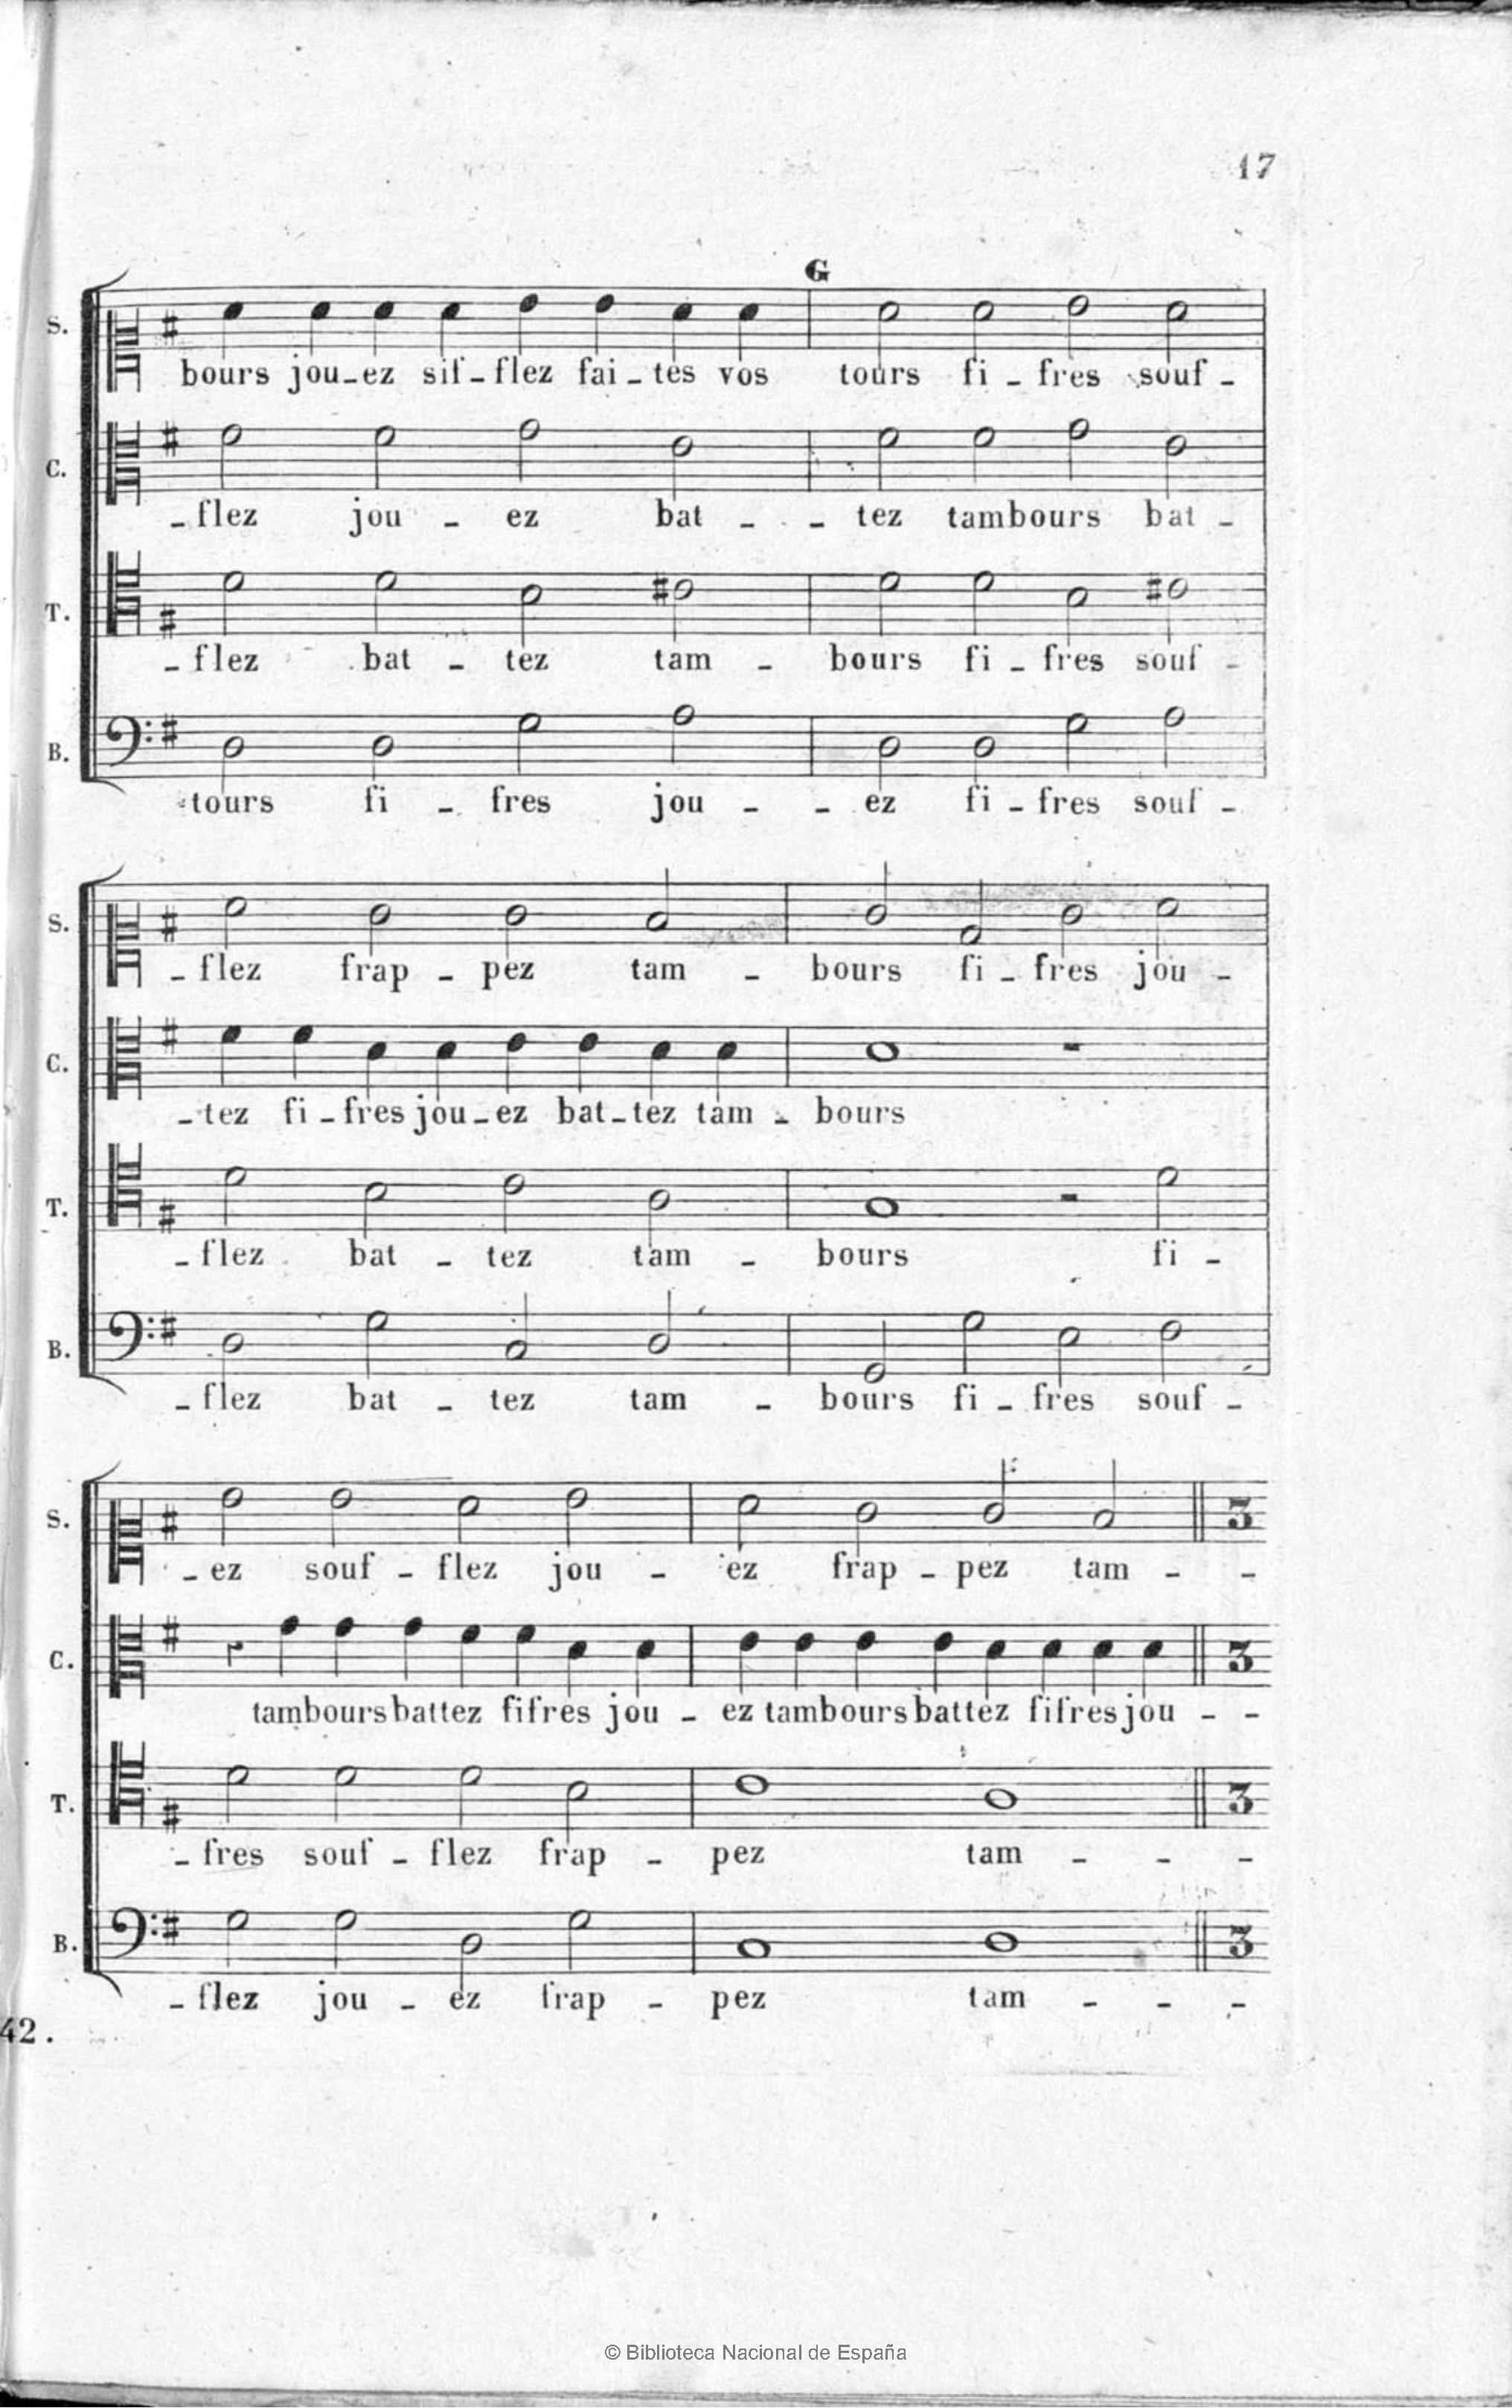 17
G
S.
bours jou-ez sif-flez fai-tes vos tours fi-fres souf-
C.
-flez jou - ez bat - - tez tambours bat -
T.
-flez bat - tez tam - bours fi-fres souf -
B.
tours fi - fres jou - - ez fi-fres souf -
S.
-flez frap - pez tam - bours fi-fres jou -
C.
-tez fi-fres jou-ez bat-tez tam - bours
T.
-flez bat - tez tam - bours fi -
B.
-flez bat - tez tam - bours fi-fres souf -
3
S.
-ez souf-flez jou - ez frap-pez tam - -
3
C.
tambours battez fifres jou - ez tambours battez fifres jou - -
3
T.
-fres souf-flez frap - pez tam - - -
3
B.
-flez jou - ez frap - pez tam - - -
42.
© Biblioteca Nacional de España